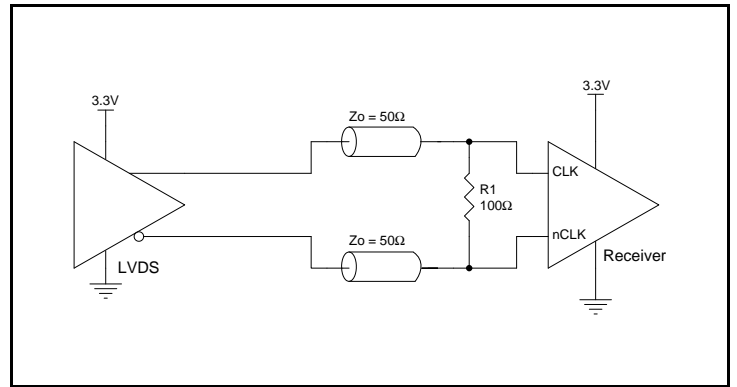 3.3V
3.3V
Zo = 50Ω
CLK
R1
100Ω
nCLK
Zo = 50Ω
Receiver
LVDS